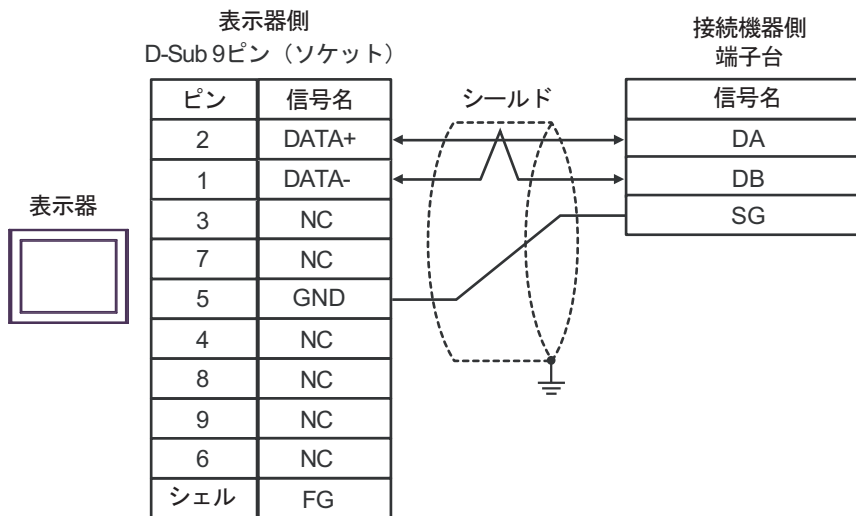 表示器側
D-Sub 9ピン（ソケット）
接続機器側
端子台
ピン 信号名
シールド
信号名
2 DATA+
DA
1 DATA-
DB
表示器
3 NC
SG
7 NC
5 GND
4 NC
8 NC
9 NC
6 NC
シェル FG